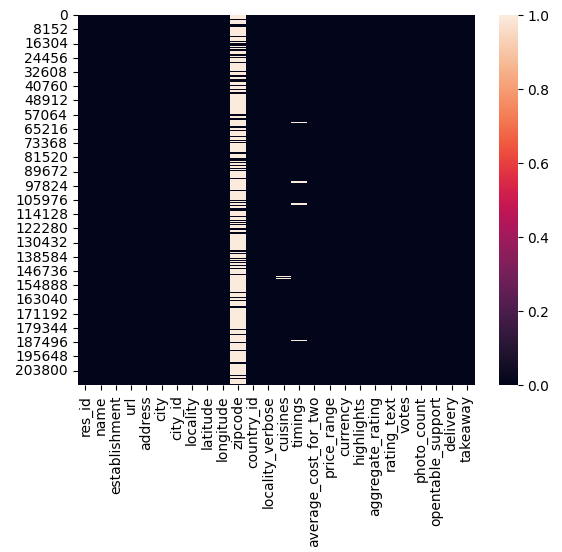 0
8152
16304
24456
32608
40760
48912
57064
65216
73368
81520
89672
97824
105976
114128
122280
130432
138584
146736
154888
163040
171192
179344
187496
195648
203800
res_id
name
establishment
url
address
city
city_id
locality
latitude
longitude
zipcode
country_id
locality_verbose
cuisines
timings
average_cost_for_two
price_range
currency
highlights
aggregate_rating
rating_text
votes
photo_count
opentable_support
delivery
takeaway
1.0
0.8
0.6
0.4
0.2
0.0